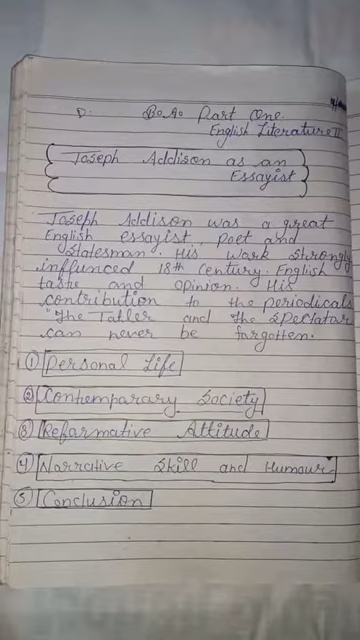 B.A. Part One
English Literature II
Joseph Addison as an
Essayist
Joseph Addison was a great
English essayist, Poet and
Statesman. His work strongly
influnced 18th century English
taste and opinion. His
contribution to the periodicals
"The Tatler and the Spectator
can never be forgotten.
① Personal Life
② Contemparary Society
③ Reformative Attitude
④ Narrative Skill and Humour
⑤ Conclusion